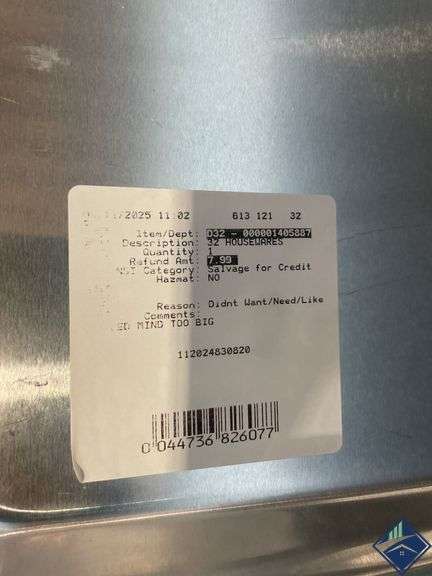 /2025 11:02 613 121 32
Item/Dept: D32 - 000001405887
Description: 32 HOUSEWARES
Quantity: 1
Refund Amt: 7.99
Category: Salvage for Credit
Hazmat: NO
Reason: Didnt Want/Need/Like
Comments:
ED MIND TOO BIG
112024830820
0 044736 826077